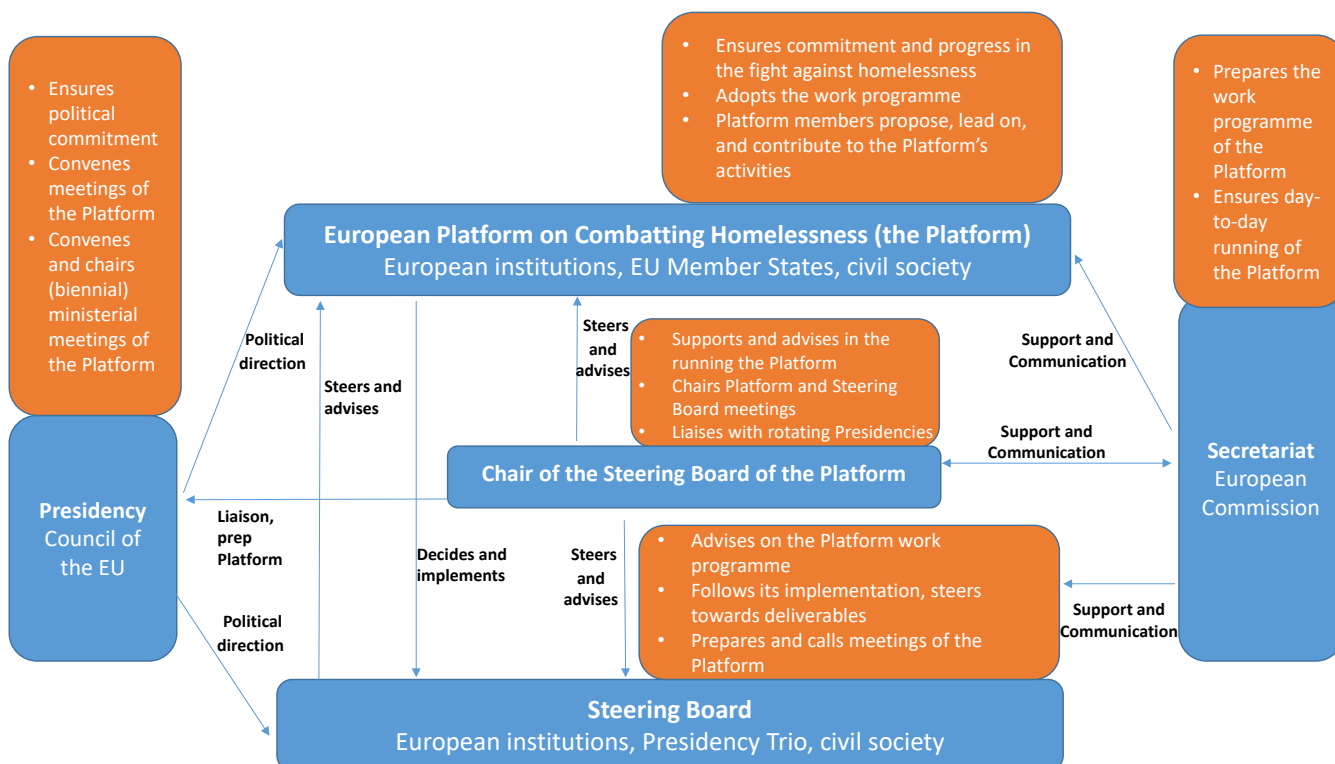 • Ensures
political
commitment
• Convenes
meetings of
the Platform
• Convenes
and chairs
(biennial)
ministerial
meetings of
the Platform
Presidency
Council of
the EU
• Ensures commitment and progress in
the fight against homelessness
• Adopts the work programme
• Platform members propose, lead on,
and contribute to the Platform's
activities
European Platform on Combatting Homelessness (the Platform)
European institutions, EU Member States, civil society
• Prepares the
work
programme
of the
Platform
• Ensures day-
to-day
running of
the Platform
Secretariat
European
Commission
Political
direction
Steers and
advises
Steers
and
advises
• Supports and advises in the
running the Platform
• Chairs Platform and Steering
Board meetings
• Liaises with rotating Presidencies
Chair of the Steering Board of the Platform
Support and
Communication
Support and
Communication
Liaison,
prep
Platform
Decides and
implements
Steers
and
advises
• Advises on the Platform work
programme
• Follows its implementation, steers
towards deliverables
• Prepares and calls meetings of the
Platform
Support and
Communication
Political
direction
Steering Board
European institutions, Presidency Trio, civil society